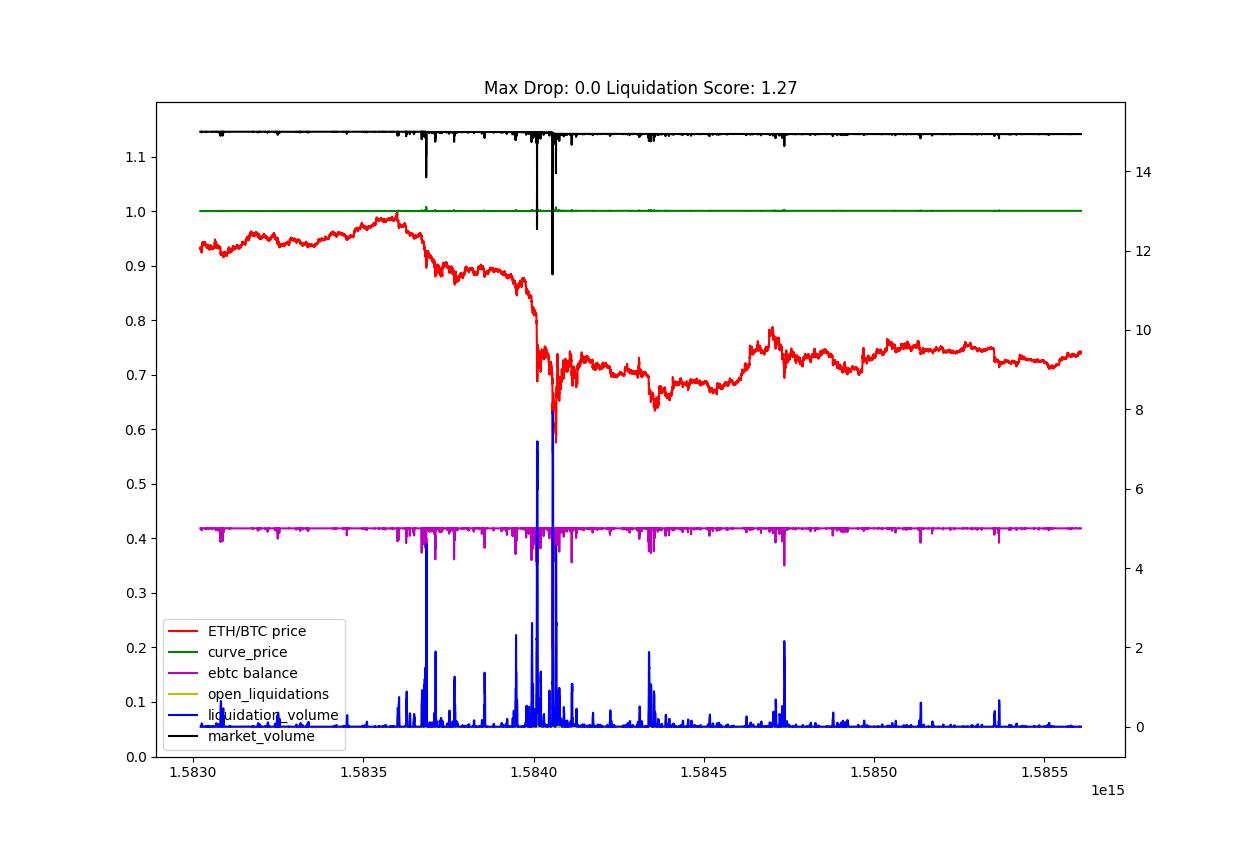 Max Drop: 0.0 Liquidation Score: 1.27
1.1
1.0
0.9
0.8
0.7
0.6
0.5
0.4
0.3
0.2
0.1
0.0
14
12
10
8
6
4
2
0
ETH/BTC price
curve_price
ebtc balance
open_liquidations
liquidation_volume
market_volume
1.5830 1.5835 1.5840 1.5845 1.5850 1.5855
1e15